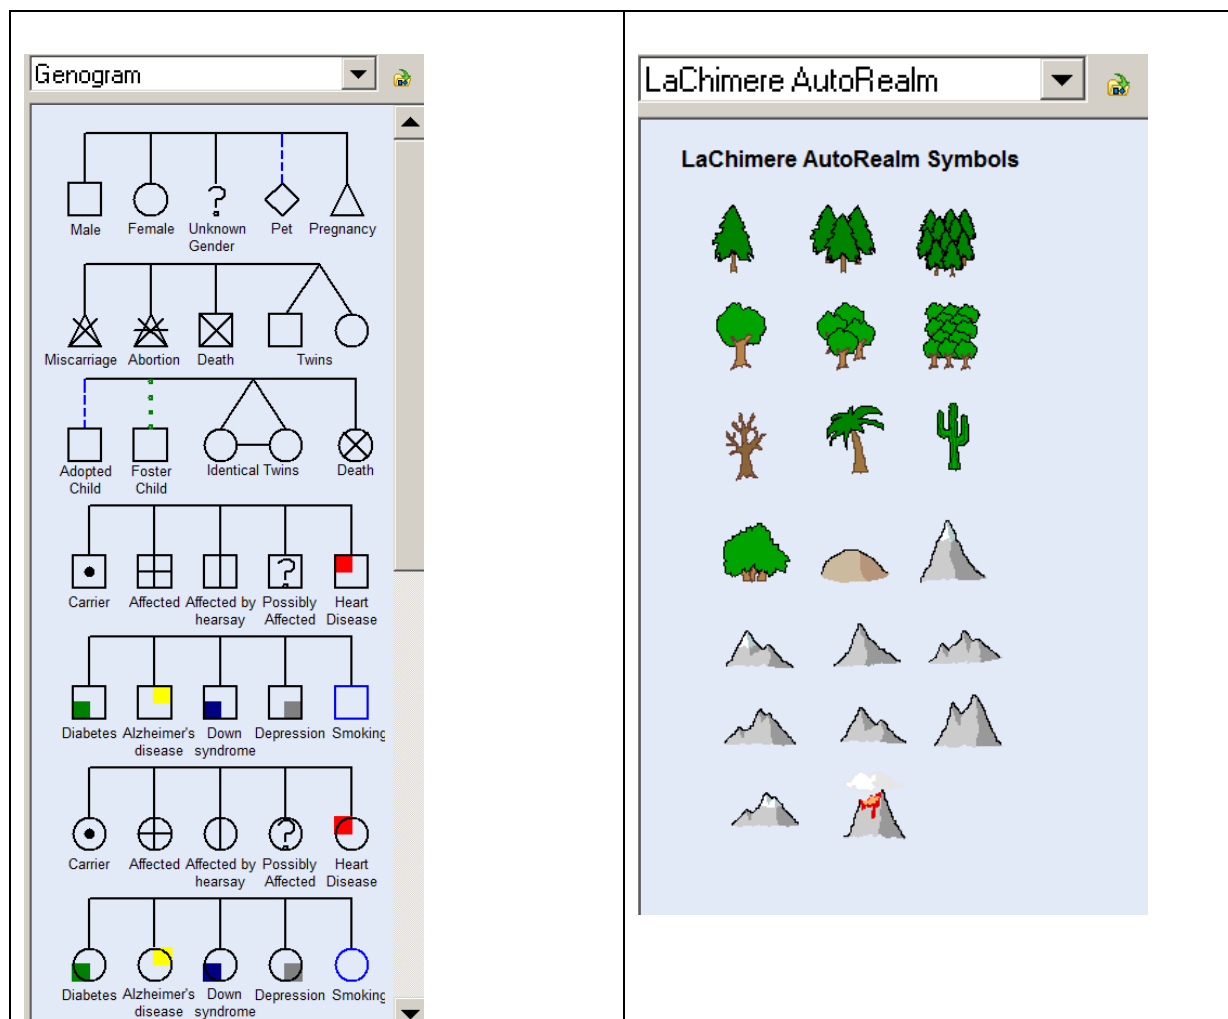 Genogram
Male Female Unknown Gender Pet Pregnancy
Miscarriage Abortion Death Twins
Adopted Child Foster Child Identical Twins Death
Carrier Affected Affected by hearsay Possibly Affected Heart Disease
Diabetes Alzheimer's disease Down syndrome Depression Smoking
Carrier Affected Affected by hearsay Possibly Affected Heart Disease
Diabetes Alzheimer's disease Down syndrome Depression Smoking
LaChimere AutoRealm
LaChimere AutoRealm Symbols